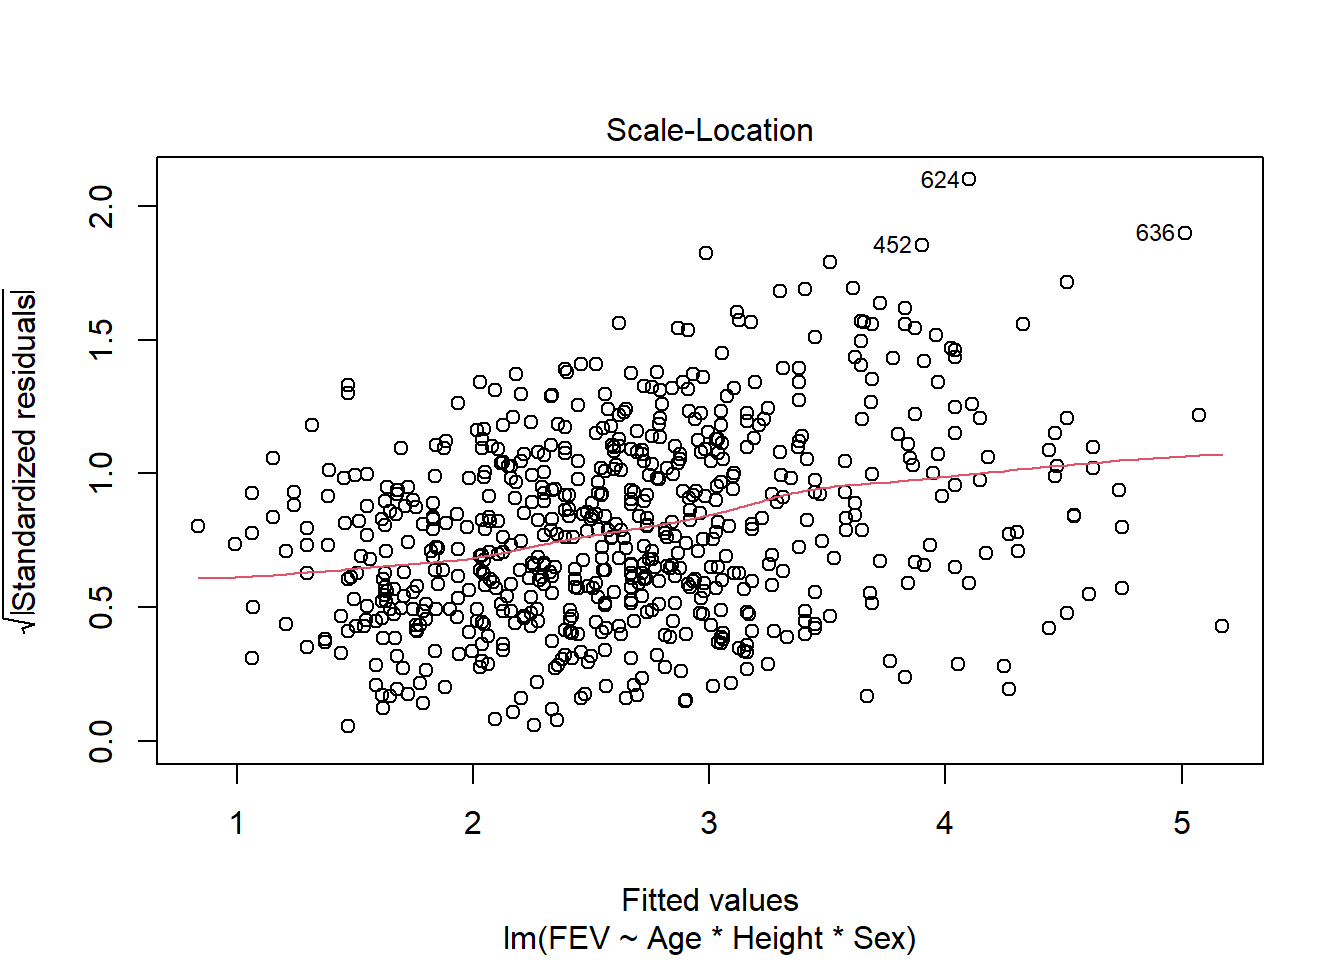 Scale-Location
624
452
636
√|Standardized residuals|
0.0 0.5 1.0 1.5 2.0
1 2 3 4 5
Fitted values
lm(FEV ~ Age * Height * Sex)